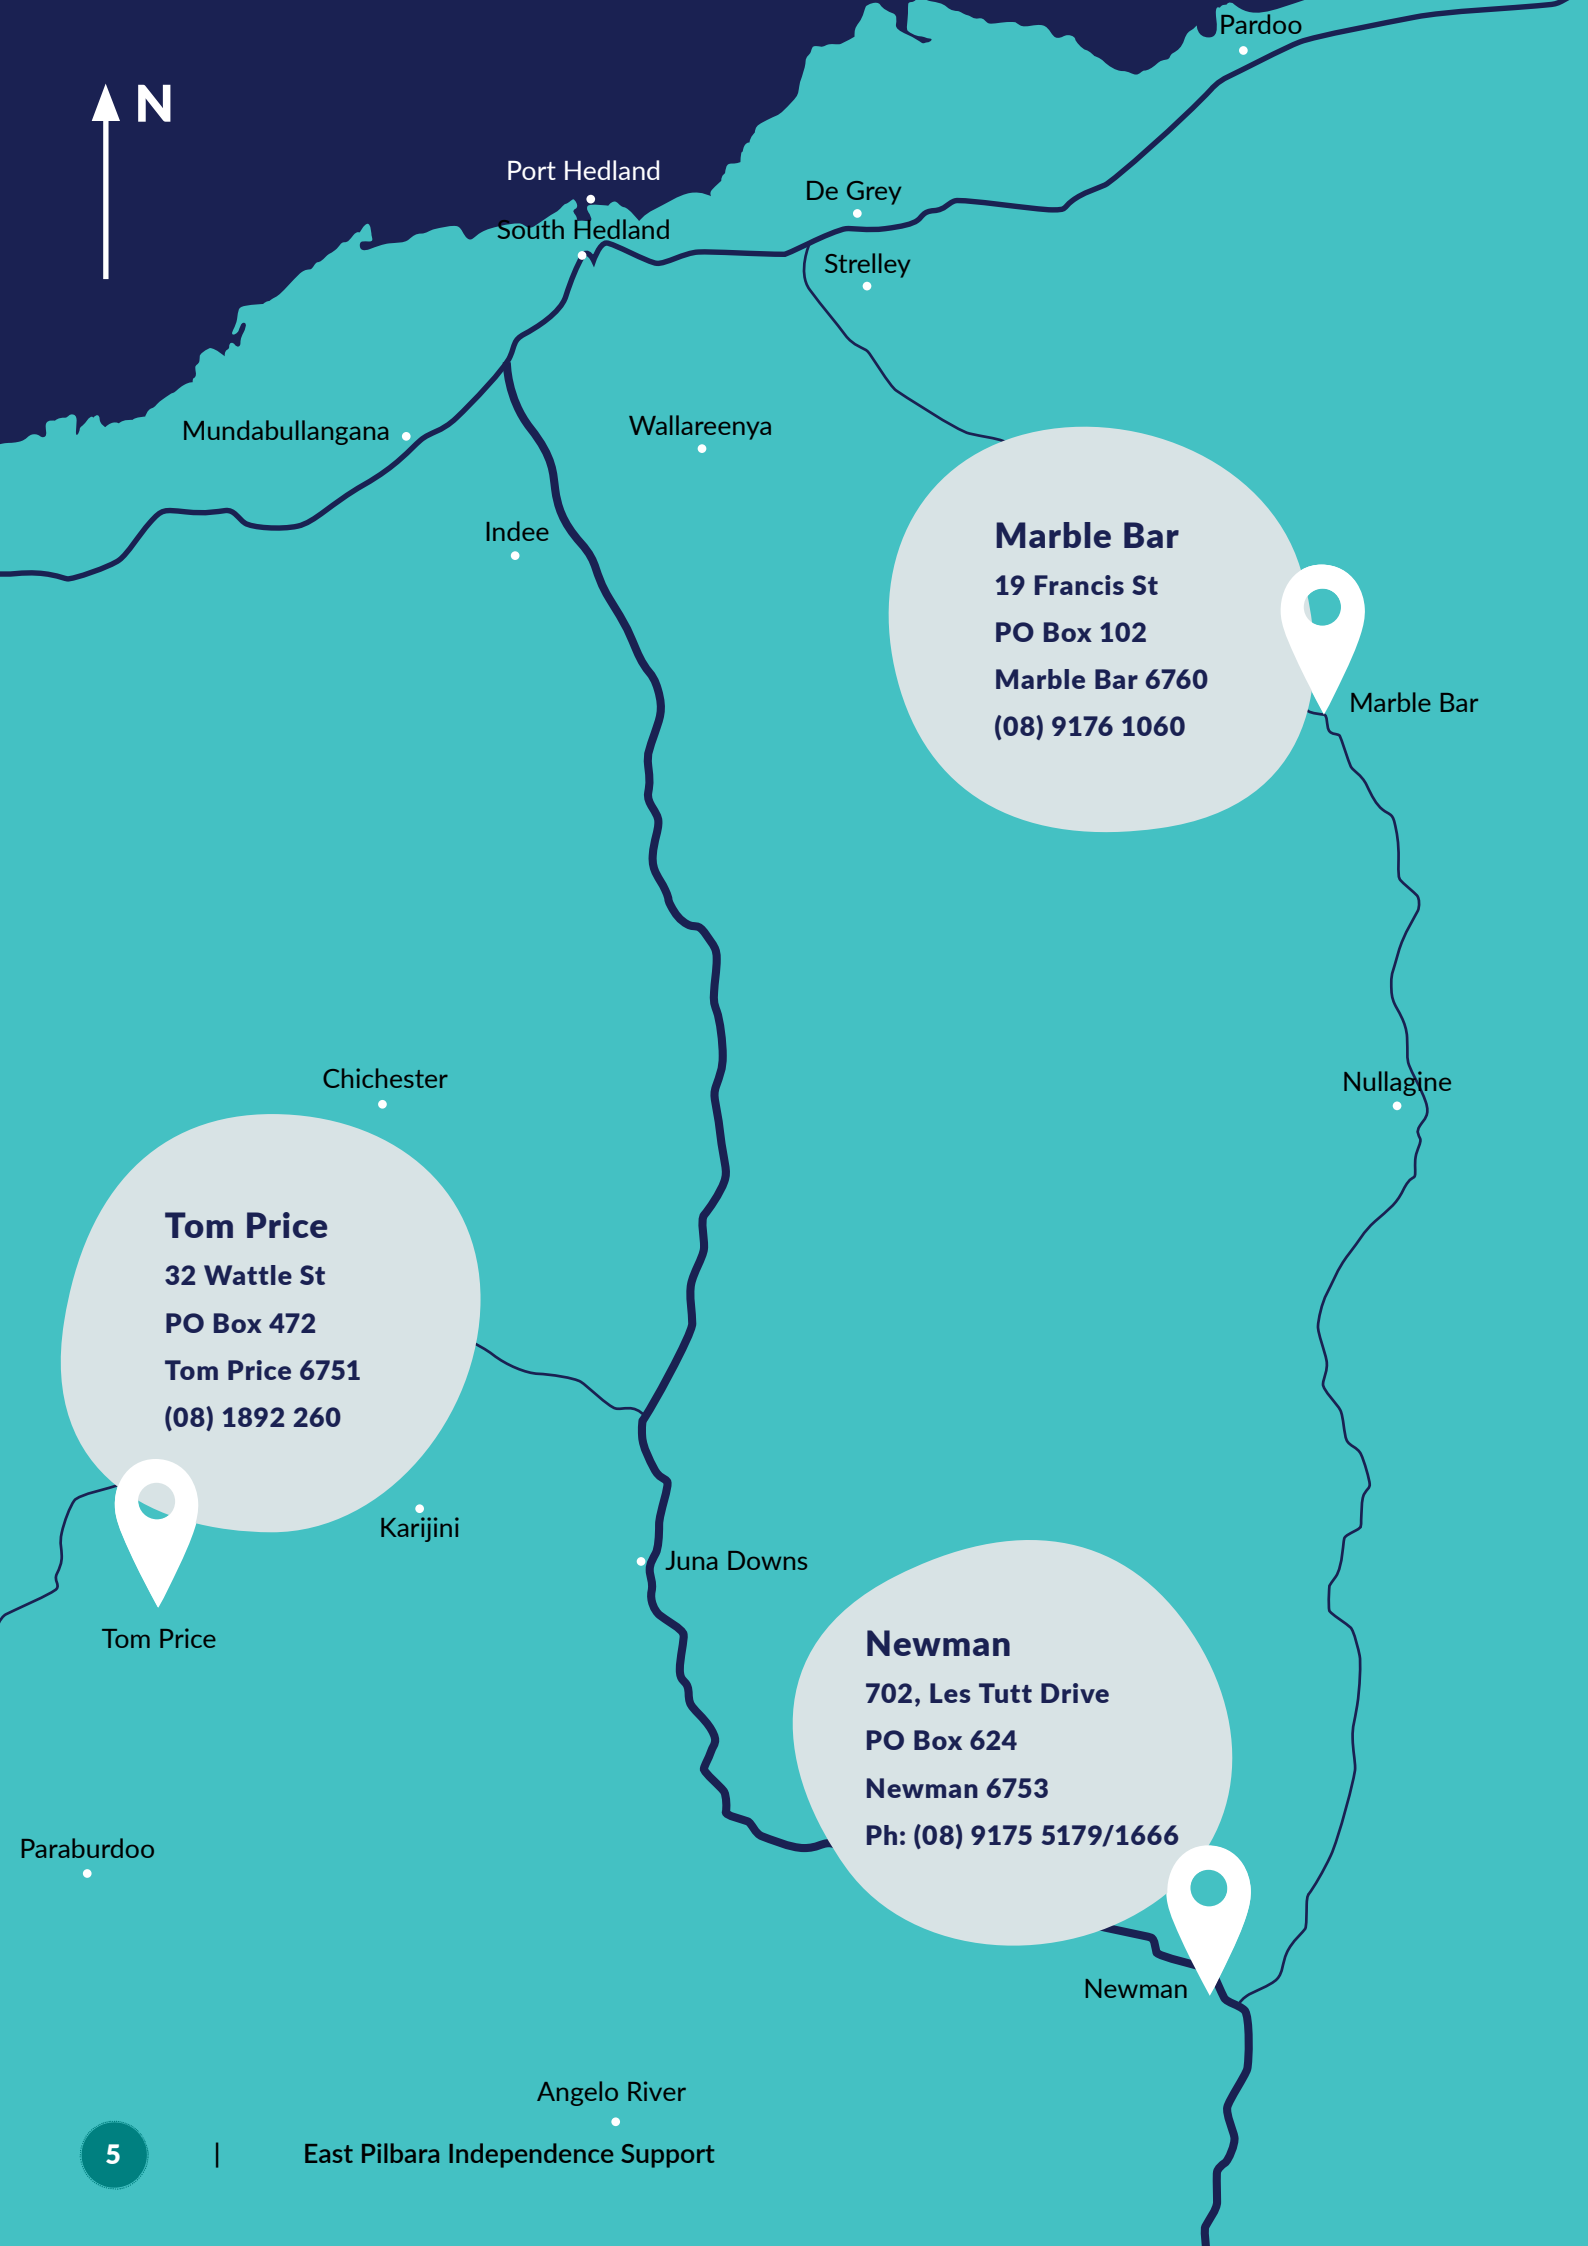 Pardoo
N
Port Hedland
De Grey
South Hedland
Strelley
Mundabullangana
Wallareenya
Indee
Marble Bar
19 Francis St
PO Box 102
Marble Bar 6760
(08) 9176 1060
Marble Bar
Chichester
Nullagine
Tom Price
32 Wattle St
PO Box 472
Tom Price 6751
(08) 1892 260
Karijini
Juna Downs
Tom Price
Newman
702, Les Tutt Drive
PO Box 624
Newman 6753
Ph: (08) 9175 5179/1666
Paraburdoo
Newman
Angelo River
5 | East Pilbara Independence Support